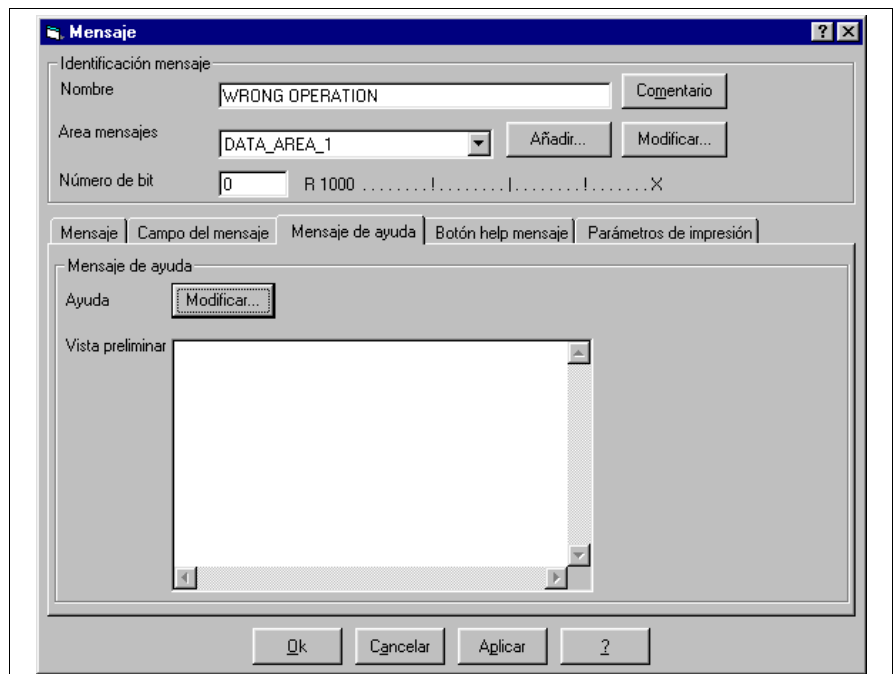 Mensaje
Identificación mensaje
Nombre WRONG OPERATION Comentario
Area mensajes DATA_AREA_1 Añadir... Modificar...
Número de bit 0 R 1000 . . . . . . . . ! . . . . . . . . | . . . . . . . . ! . . . . . . . X
Mensaje Campo del mensaje Mensaje de ayuda Botón help mensaje Parámetros de impresión
Mensaje de ayuda
Ayuda Modificar...
Vista preliminar
Ok Cancelar Aplicar ?